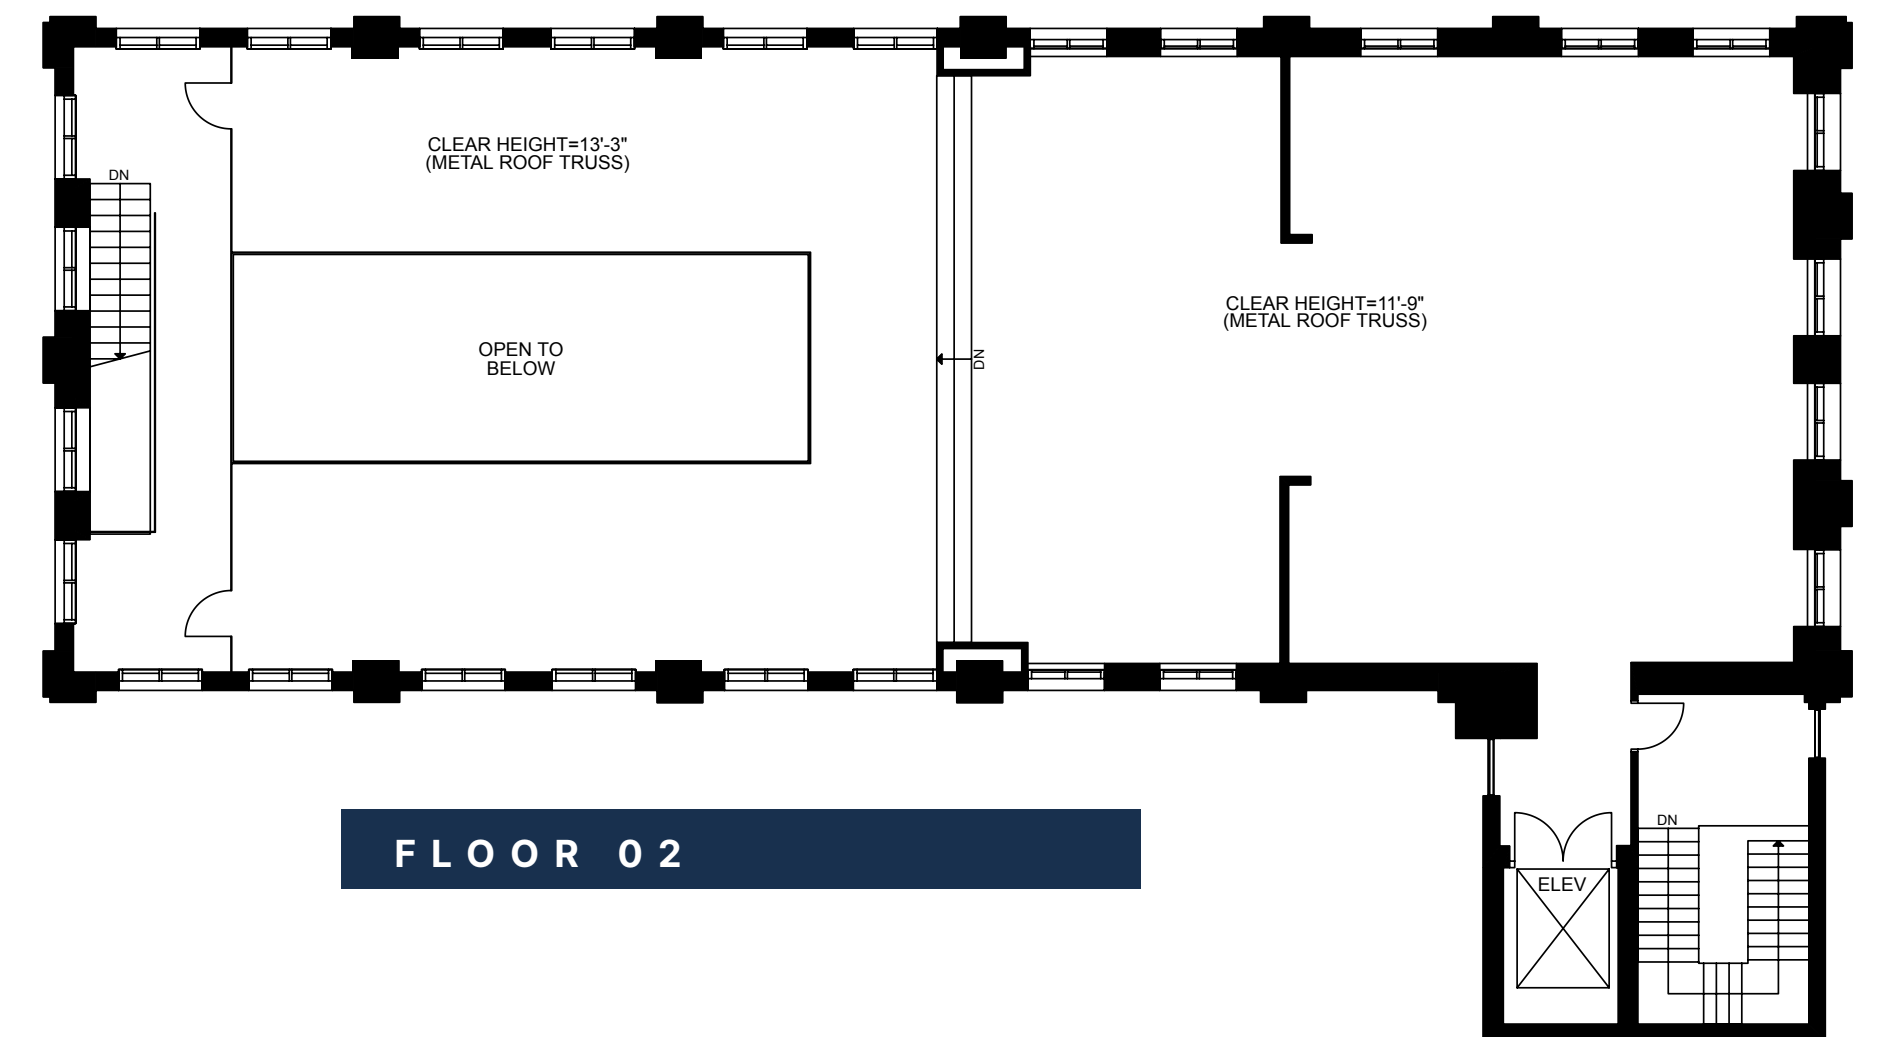 CLEAR HEIGHT=13'-3"
(METAL ROOF TRUSS)
DN
OPEN TO
BELOW
DN
CLEAR HEIGHT=11'-9"
(METAL ROOF TRUSS)
FLOOR 02
DN
ELEV